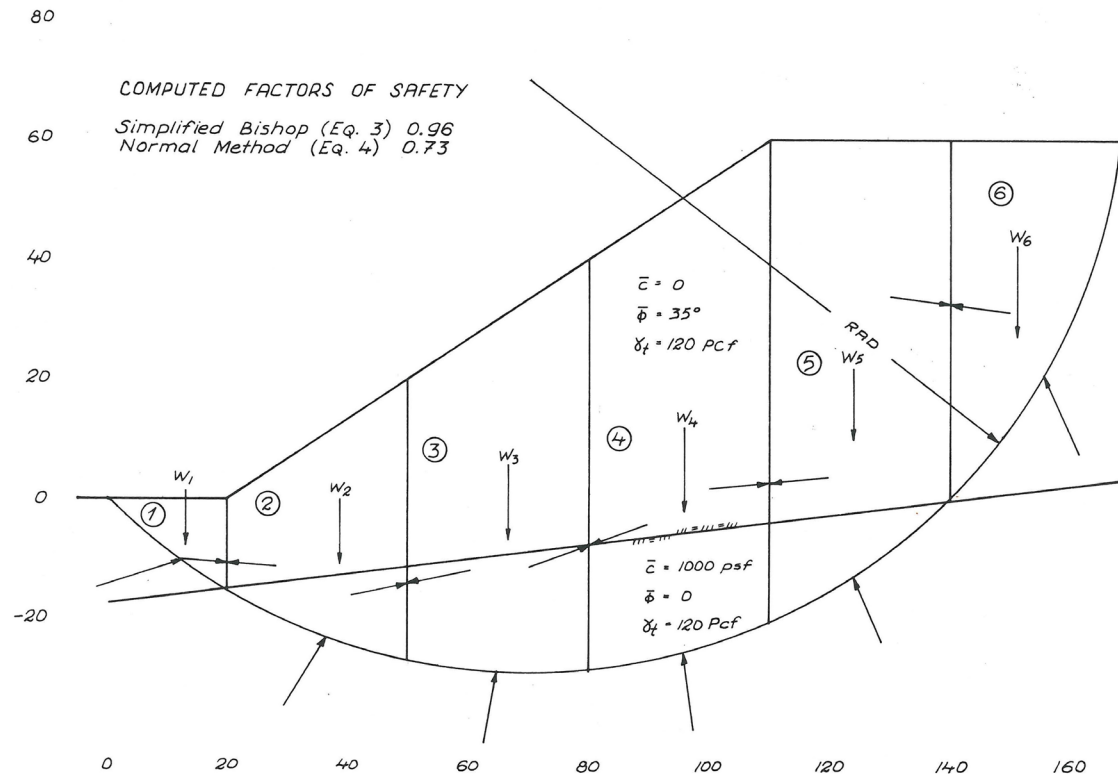 80
COMPUTED FACTORS OF SAFETY
Simplified Bishop (Eq. 3) 0.96
Normal Method (Eq. 4) 0.73
60
6
W6
40
c̄ = 0
ϕ̄ = 35°
γt = 120 Pcf
RAD
5
W5
20
3
4
W4
W3
0
1
W1
2
W2
c̄ = 1000 psf
ϕ̄ = 0
γt = 120 Pcf
-20
0 20 40 60 80 100 120 140 160